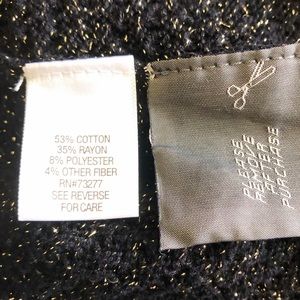 53% COTTON
35% RAYON
8% POLYESTER
4% OTHER FIBER
RN#73277
SEE REVERSE
FOR CARE
PLEASE
REMOVE
AFTER
PURCHASE